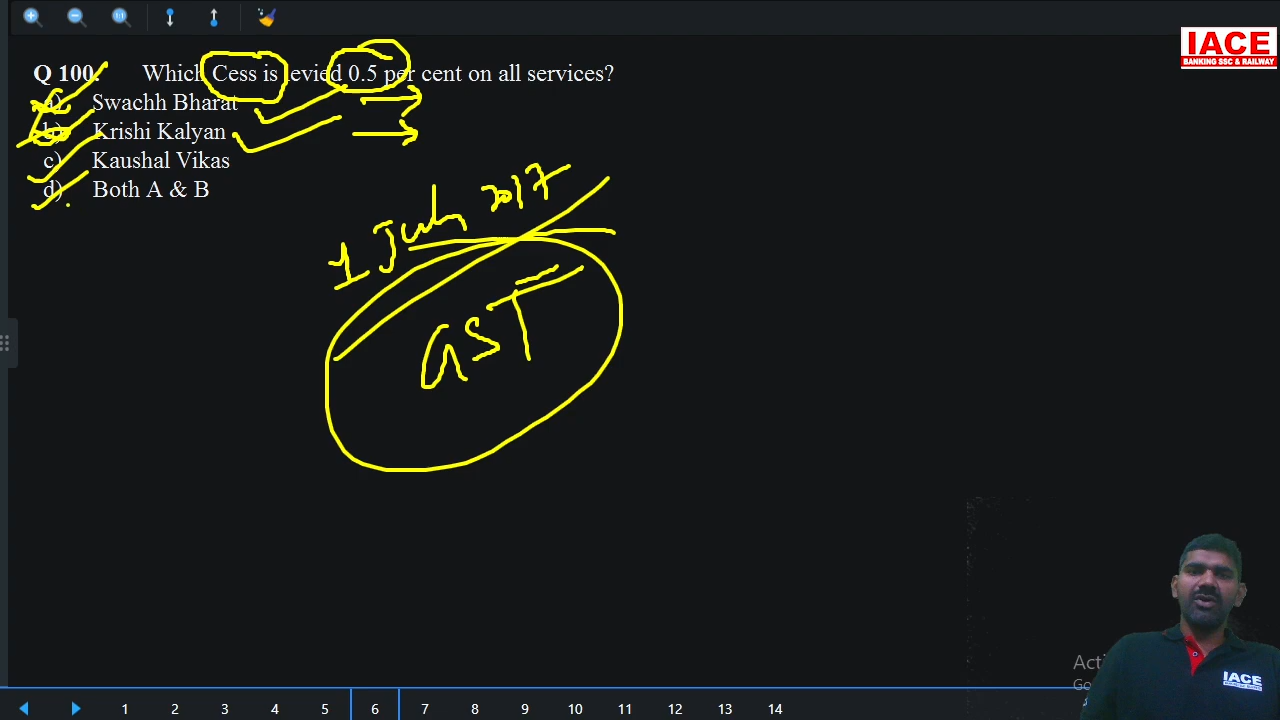 IACE
BANKING SSC & RAILWAY
Q 100. Which Cess is levied 0.5 per cent on all services?
a) Swachh Bharat
b) Krishi Kalyan
c) Kaushal Vikas
d) Both A & B
1 July 2017
GST
IACE
1 2 3 4 5 6 7 8 9 10 11 12 13 14